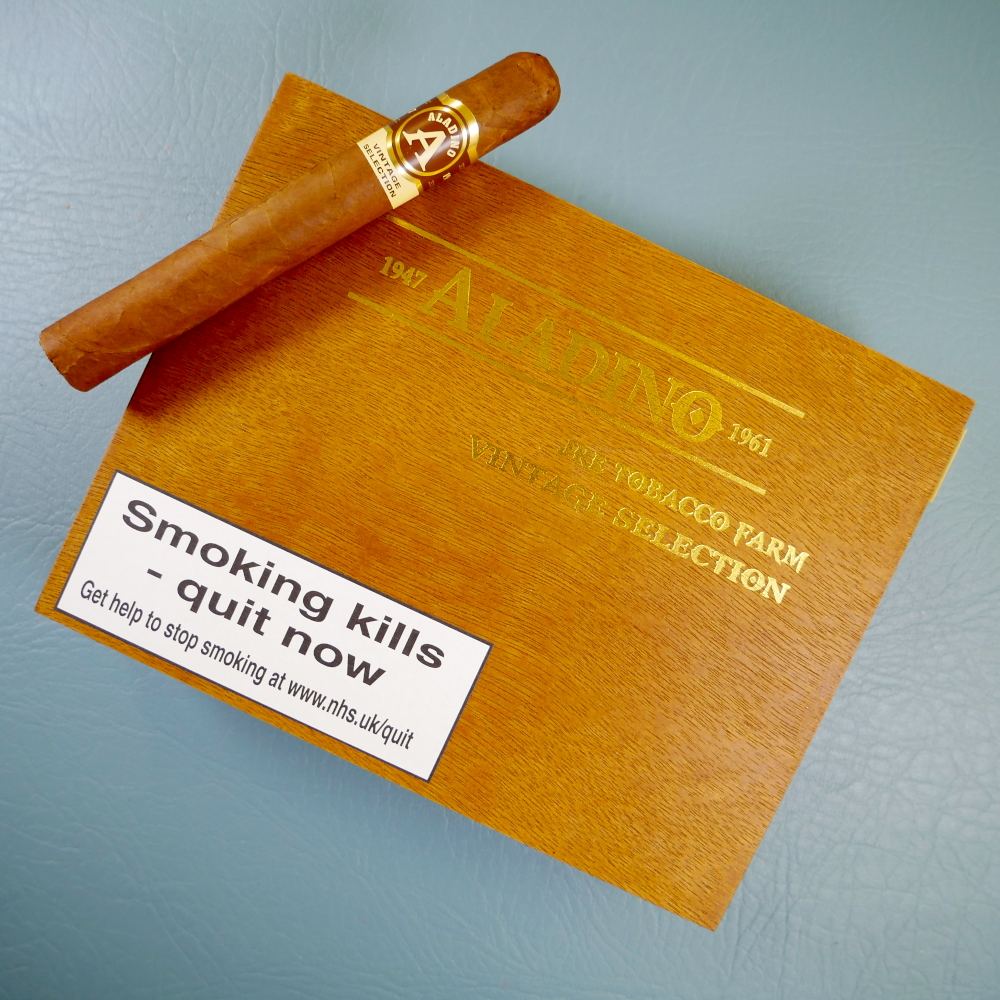 ALADINO
A
VINTAGE
SELECTION
1947 ALADINO 1961
JRE TOBACCO FARM
VINTAGE SELECTION
Smoking kills
- quit now
Get help to stop smoking at www.nhs.uk/quit